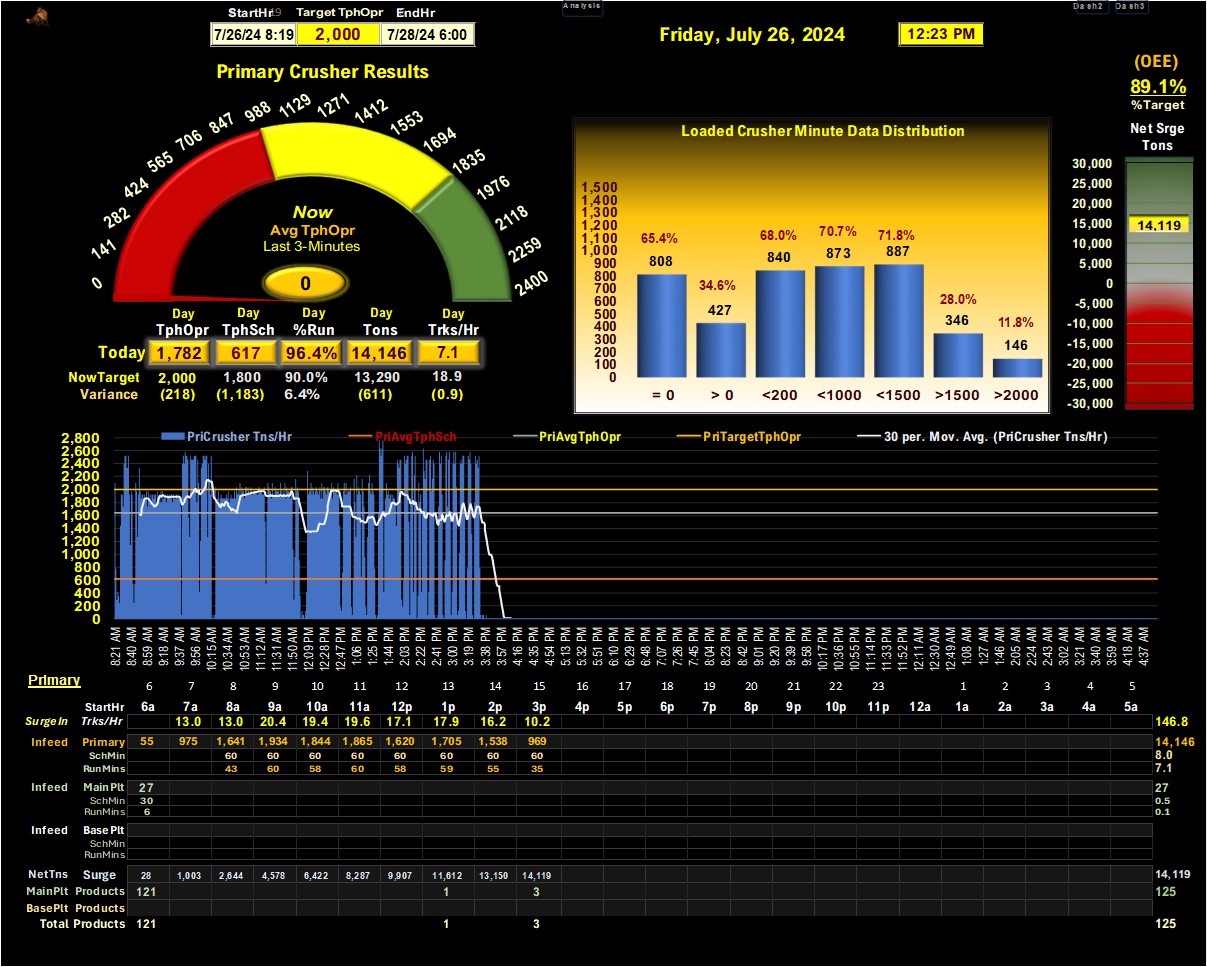 Analysis
Dash2 Dash3
StartHr Target TphOpr EndHr
7/26/24 8:19 2,000 7/28/24 6:00
Friday, July 26, 2024 12:23 PM
(OEE)
89.1%
%Target
Primary Crusher Results
0 141 282 424 565 706 847 988 1129 1271 1412 1553 1694 1835 1976 2118 2259 2400
Now
Avg TphOpr
Last 3-Minutes
0
Loaded Crusher Minute Data Distribution
1,500
1,400
1,300
1,200
1,100
1,000
900
800
700
600
500
400
300
200
100
0
65.4% 34.6% 68.0% 70.7% 71.8% 28.0% 11.8%
808 427 840 873 887 346 146
= 0 > 0 <200 <1000 <1500 >1500 >2000
Net Srge
Tons
30,000
25,000
20,000
15,000
10,000
5,000
0
-5,000
-10,000
-15,000
-20,000
-25,000
-30,000
14,119
Day Day Day Day Day
TphOpr TphSch %Run Tons Trks/Hr
Today 1,782 617 96.4% 14,146 7.1
NowTarget 2,000 1,800 90.0% 13,290 18.9
Variance (218) (1,183) 6.4% (611) (0.9)
PriCrusher Tns/Hr PriAvgTphSch PriAvgTphOpr PriTargetTphOpr 30 per. Mov. Avg. (PriCrusher Tns/Hr)
2,800
2,600
2,400
2,200
2,000
1,800
1,600
1,400
1,200
1,000
800
600
400
200
0
8:21 AM 8:40 AM 8:59 AM 9:18 AM 9:37 AM 9:56 AM 10:15 AM 10:34 AM 10:53 AM 11:12 AM 11:31 AM 11:50 AM 12:09 PM 12:28 PM 12:47 PM 1:06 PM 1:25 PM 1:44 PM 2:03 PM 2:22 PM 2:41 PM 3:00 PM 3:19 PM 3:38 PM 3:57 PM 4:16 PM 4:35 PM 4:54 PM 5:13 PM 5:32 PM 5:51 PM 6:10 PM 6:29 PM 6:48 PM 7:07 PM 7:26 PM 7:45 PM 8:04 PM 8:23 PM 8:42 PM 9:01 PM 9:20 PM 9:39 PM 9:58 PM 10:17 PM 10:36 PM 10:55 PM 11:14 PM 11:33 PM 11:52 PM 12:11 AM 12:30 AM 12:49 AM 1:08 AM 1:27 AM 1:46 AM 2:05 AM 2:24 AM 2:43 AM 3:02 AM 3:21 AM 3:40 AM 3:59 AM 4:18 AM 4:37 AM
Primary
6 7 8 9 10 11 12 13 14 15 16 17 18 19 20 21 22 23 1 2 3 4 5
StartHr 6a 7a 8a 9a 10a 11a 12p 1p 2p 3p 4p 5p 6p 7p 8p 9p 10p 11p 12a 1a 2a 3a 4a 5a
SurgeIn Trks/Hr 13.0 13.0 20.4 19.4 19.6 17.1 17.9 16.2 10.2 146.8
Infeed Primary 55 975 1,641 1,934 1,844 1,865 1,620 1,705 1,538 969 14,146
SchMin 60 60 60 60 60 60 60 60 8.0
RunMins 43 60 58 60 58 59 55 35 7.1
Infeed MainPlt 27 27
SchMin 30 0.5
RunMins 6 0.1
Infeed Base Plt
SchMin
RunMins
NetTns Surge 28 1,003 2,644 4,578 6,422 8,287 9,907 11,612 13,150 14,119 14,119
MainPlt Products 121 1 3 125
BasePlt Products
Total Products 121 1 3 125